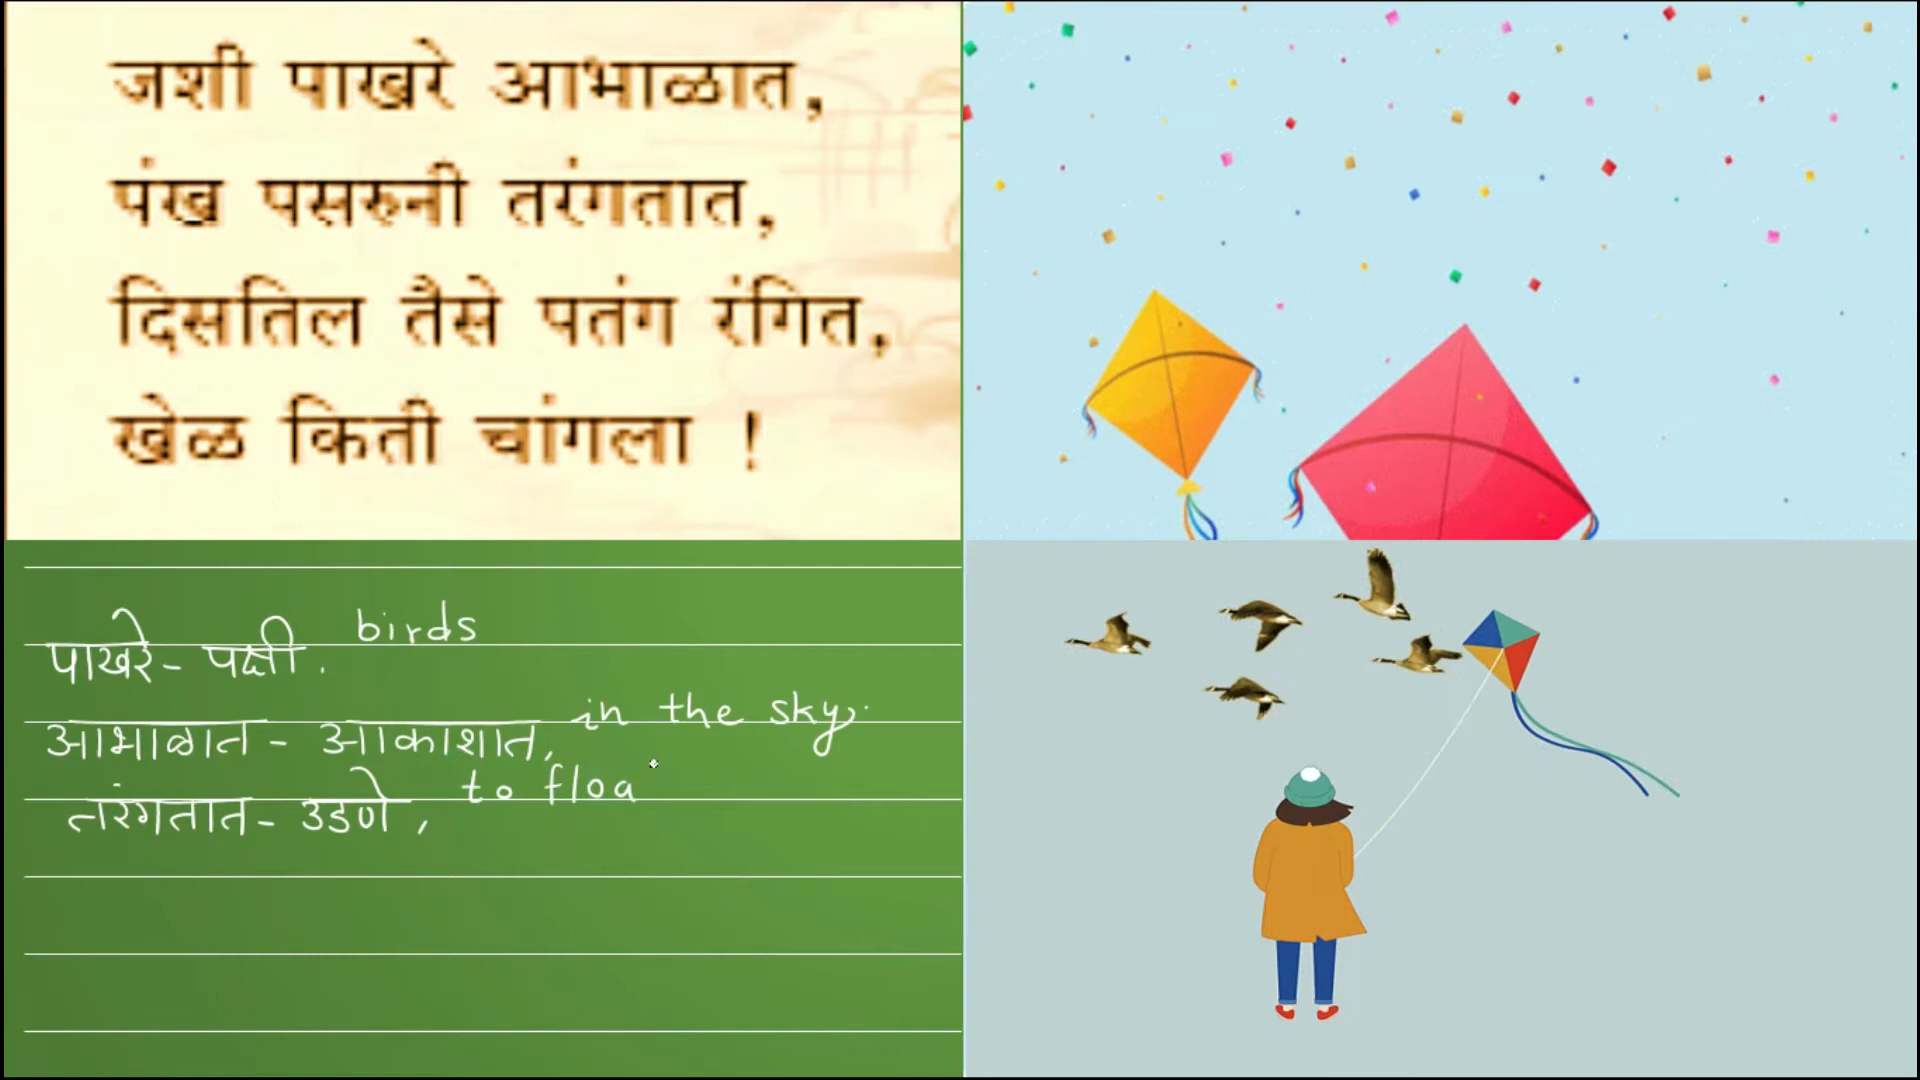 जशी पाखरे आभाळात,
पंख पसरुनी तरंगतात,
दिसतिल तैसे पतंग रंगित,
खेळ किती चांगला !
पाखरे- पक्षी. birds
आभाळात - आकाशात, in the sky.
तरंगतात- उडणे, to floa